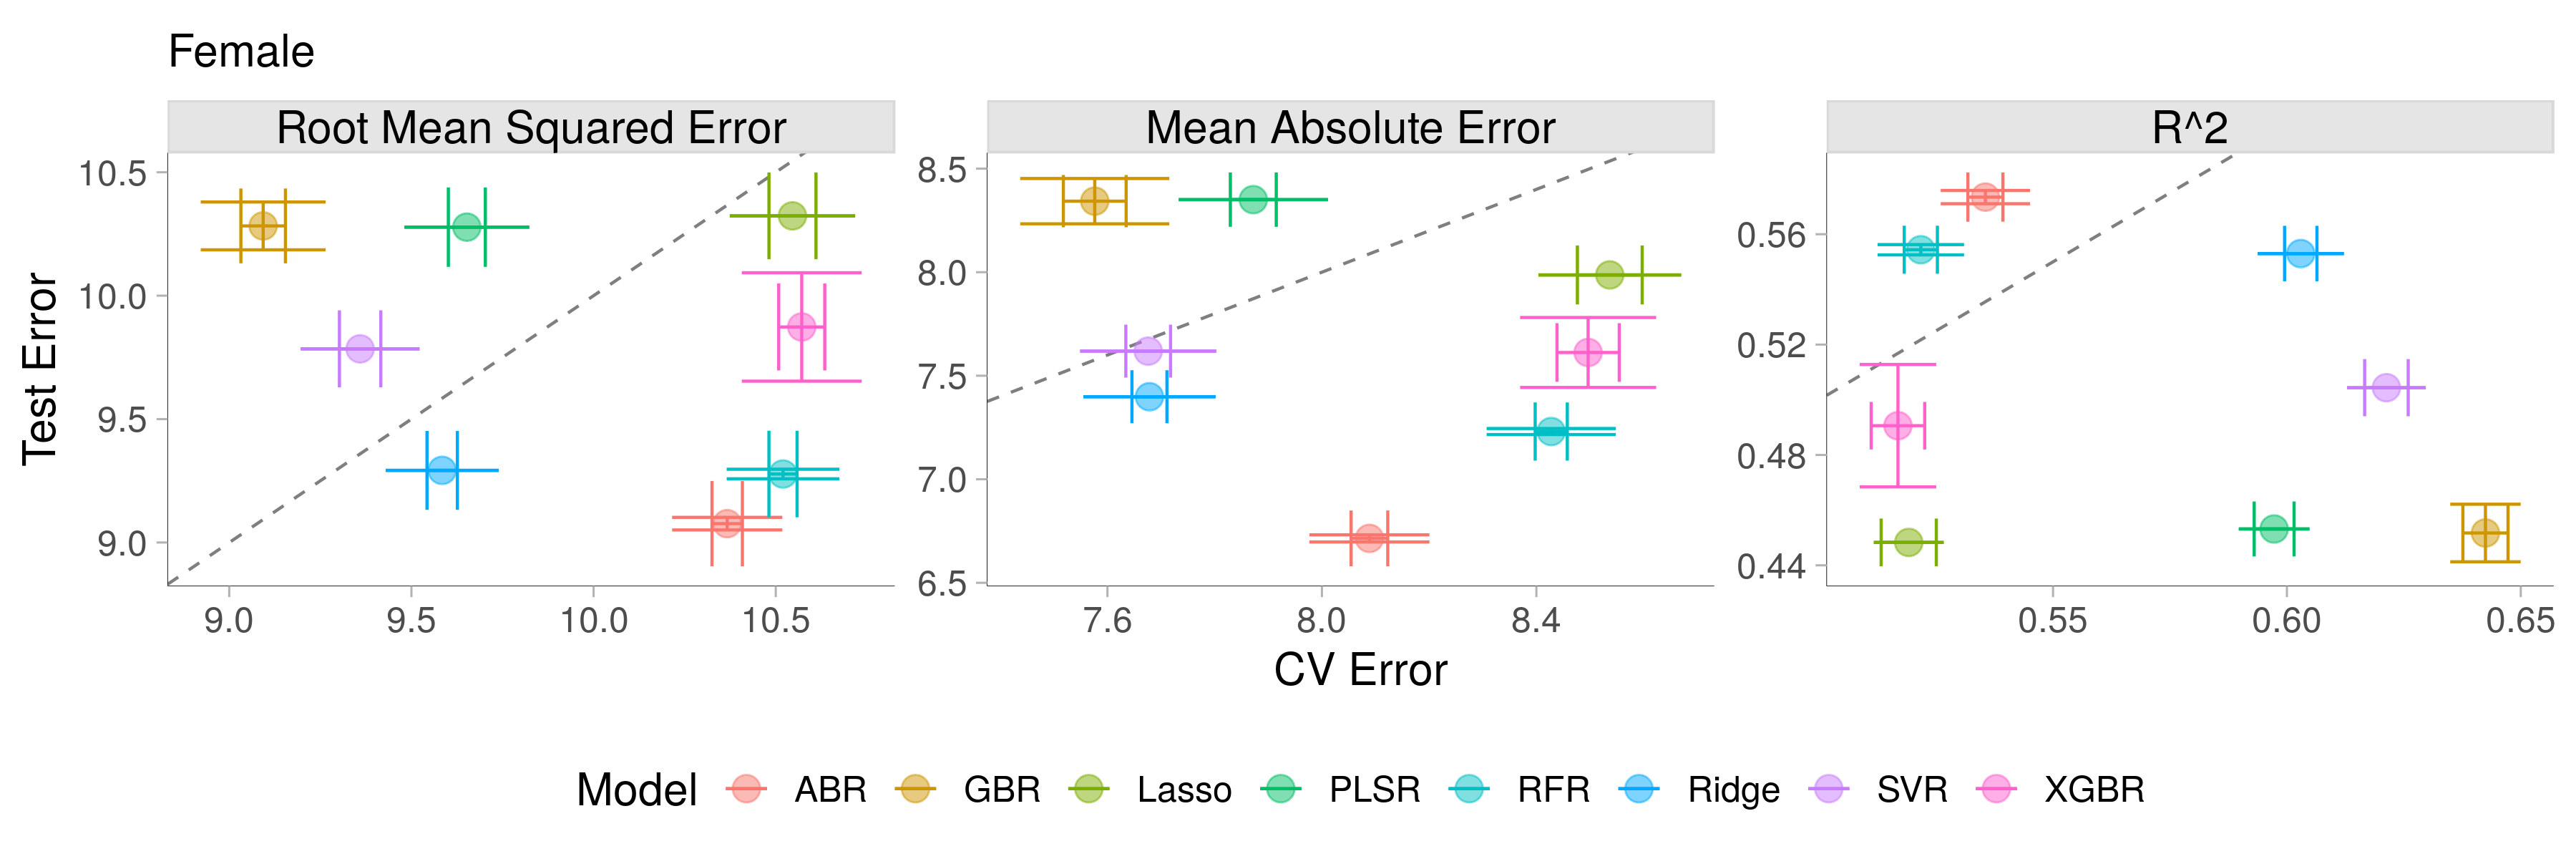 Female
Root Mean Squared Error
Mean Absolute Error
R^2
Test Error
10.5
10.0
9.5
9.0
9.0 9.5 10.0 10.5
8.5
8.0
7.5
7.0
6.5
7.6 8.0 8.4
0.56
0.52
0.48
0.44
0.55 0.60 0.65
CV Error
Model ABR GBR Lasso PLSR RFR Ridge SVR XGBR